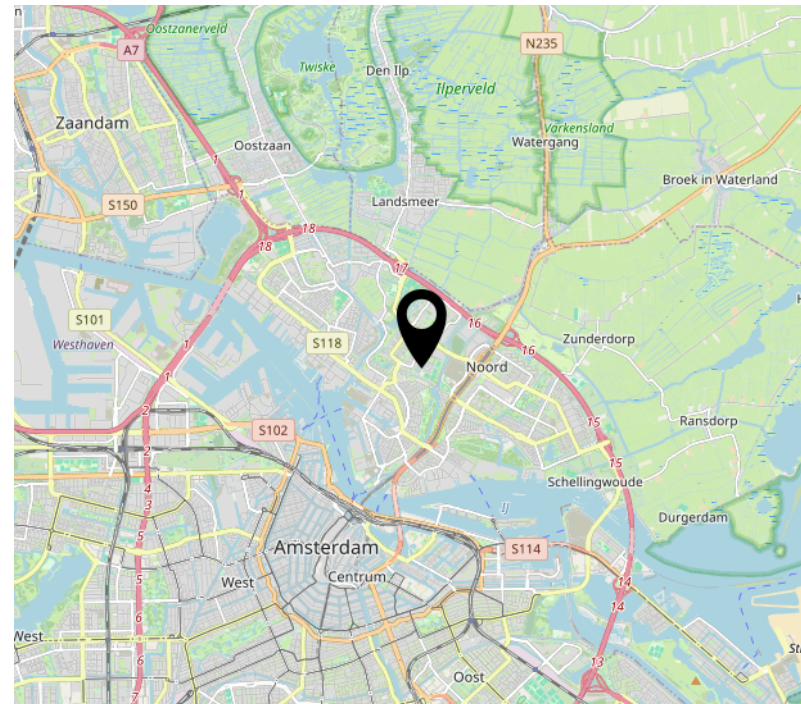 Oostzanerveld
A7
N235
Twiske
Den Ilp
Ilperveld
Zaandam
Varkensland
Watergang
Oostzaan
1
Broek in Waterland
1
S150
Landsmeer
18
18
17
S101
16
Westhaven
S118
Zunderdorp
16
Noord
1
2
15
Ransdorp
S102
2
15
3
Schellingwoude
4
IJ
Durgerdam
Amsterdam
S114
5
Centrum
14
West
6
14
5
6
West
13
Oost
7